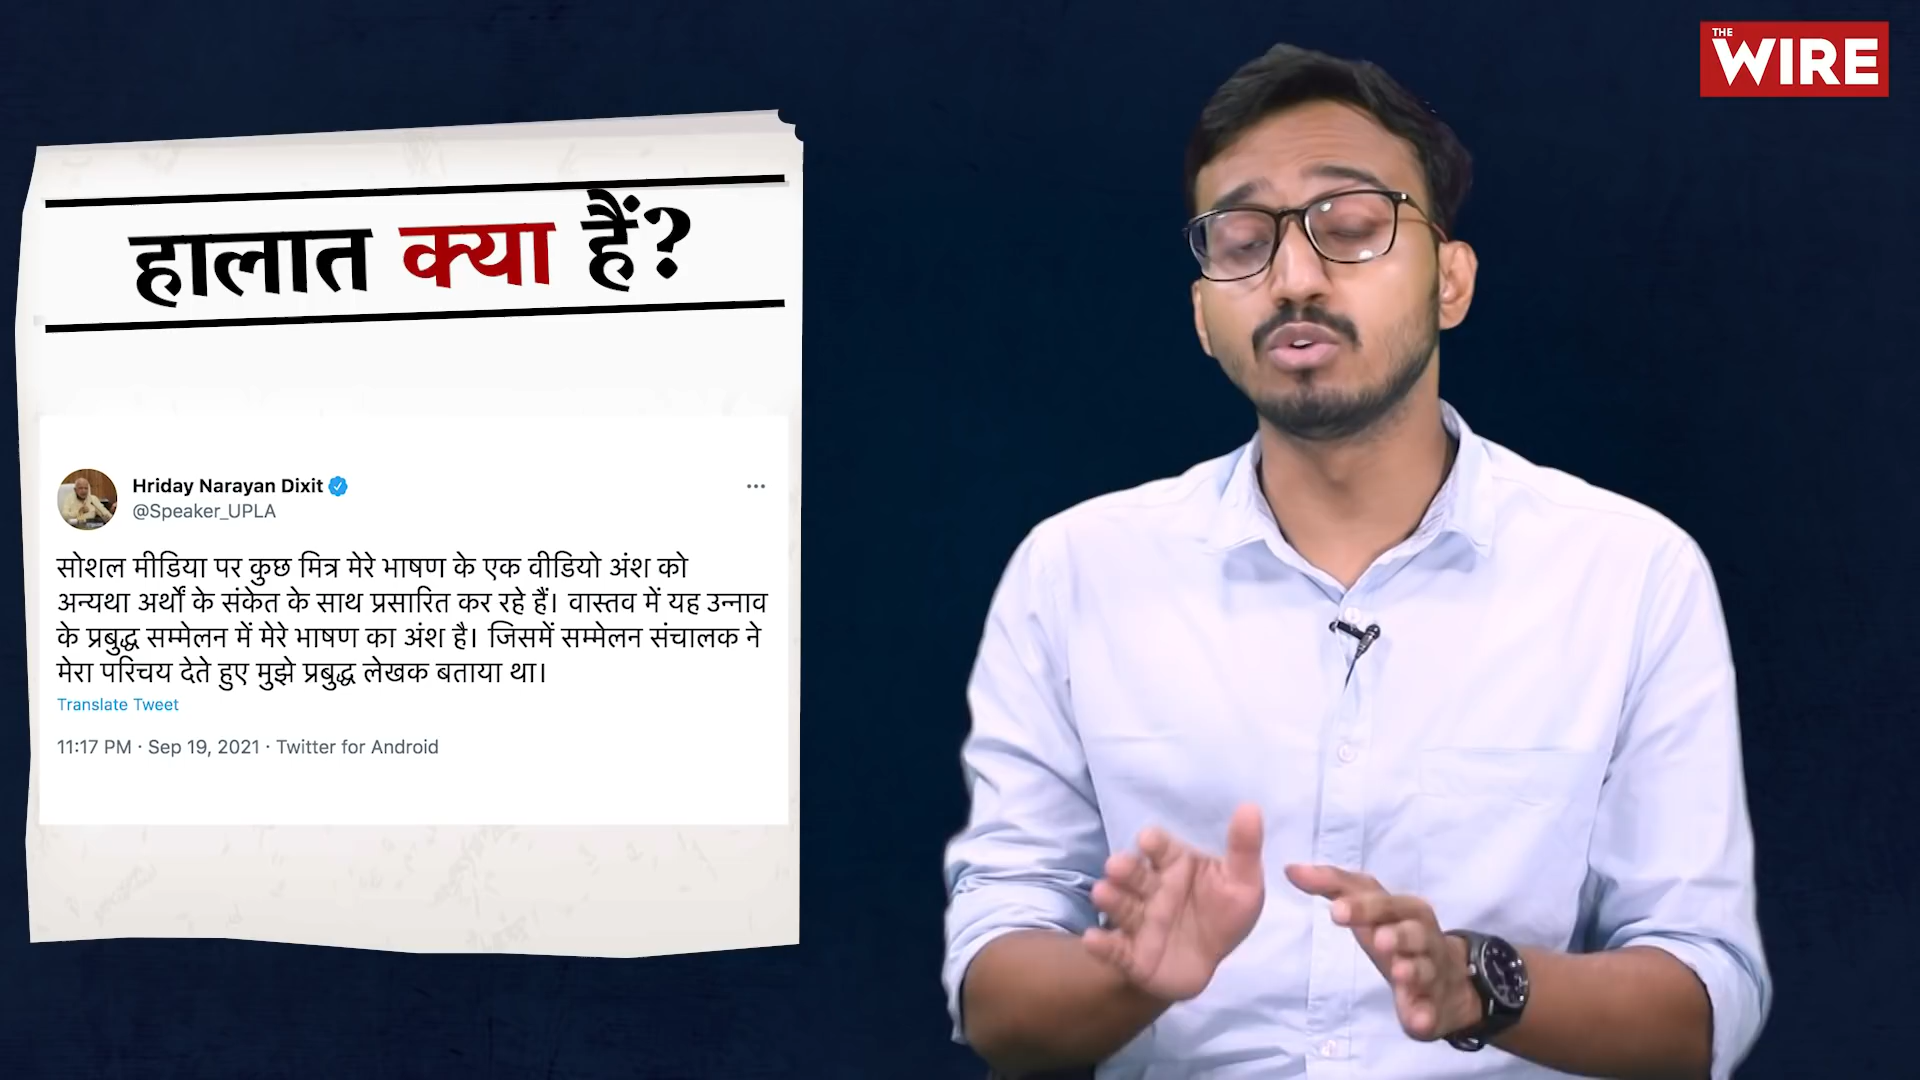 THE
WIRE
हालात क्या हैं?
Hriday Narayan Dixit
@Speaker_UPLA
सोशल मीडिया पर कुछ मित्र मेरे भाषण के एक वीडियो अंश को
अन्यथा अर्थों के संकेत के साथ प्रसारित कर रहे हैं। वास्तव में यह उन्नाव
के प्रबुद्ध सम्मेलन में मेरे भाषण का अंश है। जिसमें सम्मेलन संचालक ने
मेरा परिचय देते हुए मुझे प्रबुद्ध लेखक बताया था।
Translate Tweet
11:17 PM · Sep 19, 2021 · Twitter for Android